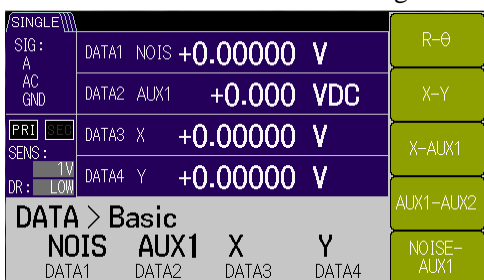 SINGLE
SIG:
A
AC
GND
PRI SEC
SENS:
1V
DR: LOW
DATA1 NOIS +0.00000 V
DATA2 AUX1 +0.000 VDC
DATA3 X +0.00000 V
DATA4 Y +0.00000 V
DATA > Basic
NOIS AUX1 X Y
DATA1 DATA2 DATA3 DATA4
R-θ
X-Y
X-AUX1
AUX1-AUX2
NOISE-
AUX1